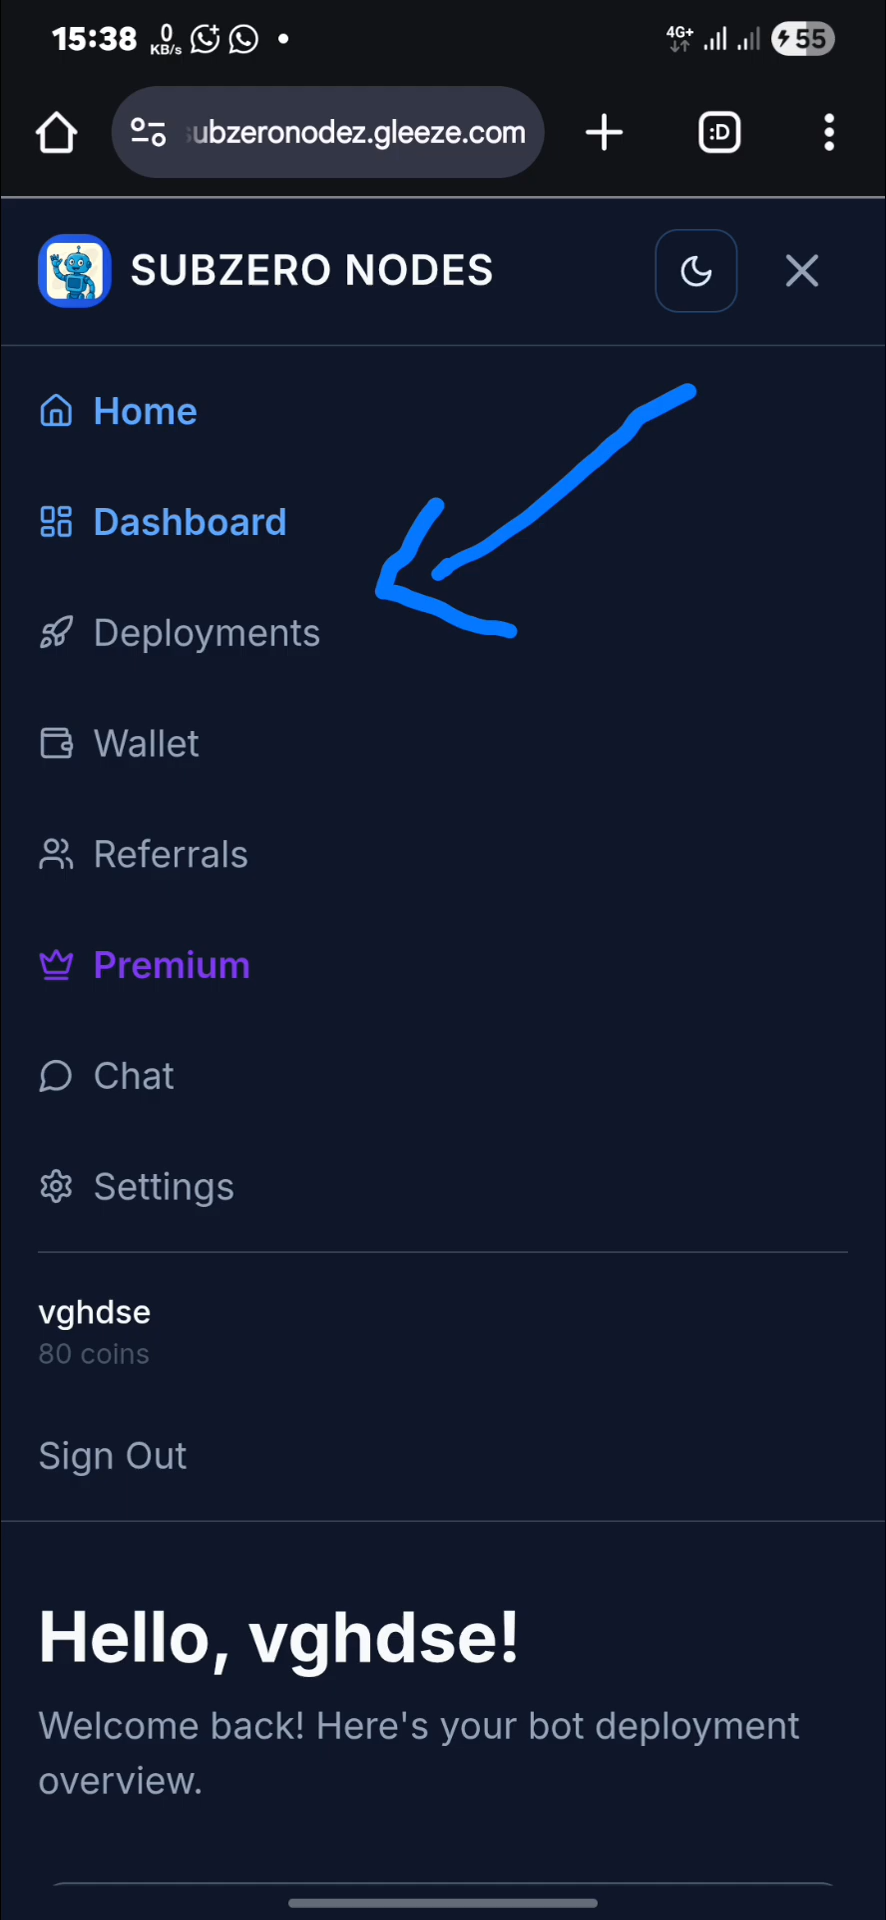 15:38 0 KB/s 4G+ 55
ubzeronodez.gleeze.com :D
SUBZERO NODES
Home
Dashboard
Deployments
Wallet
Referrals
Premium
Chat
Settings
vghdse
80 coins
Sign Out
Hello, vghdse!
Welcome back! Here's your bot deployment
overview.